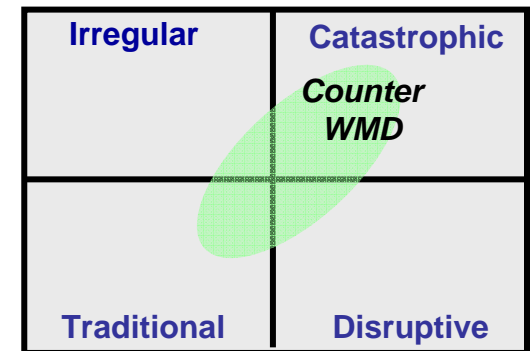 Irregular
Catastrophic
Counter
WMD
Traditional
Disruptive